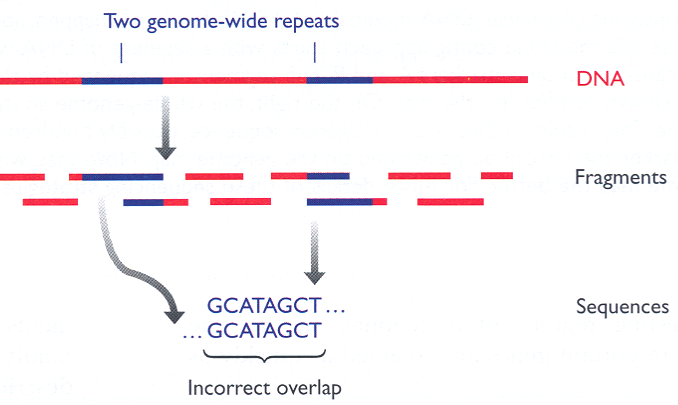 Two genome-wide repeats
DNA
Fragments
GCATAGCT...
Sequences
...GCATAGCT
Incorrect overlap